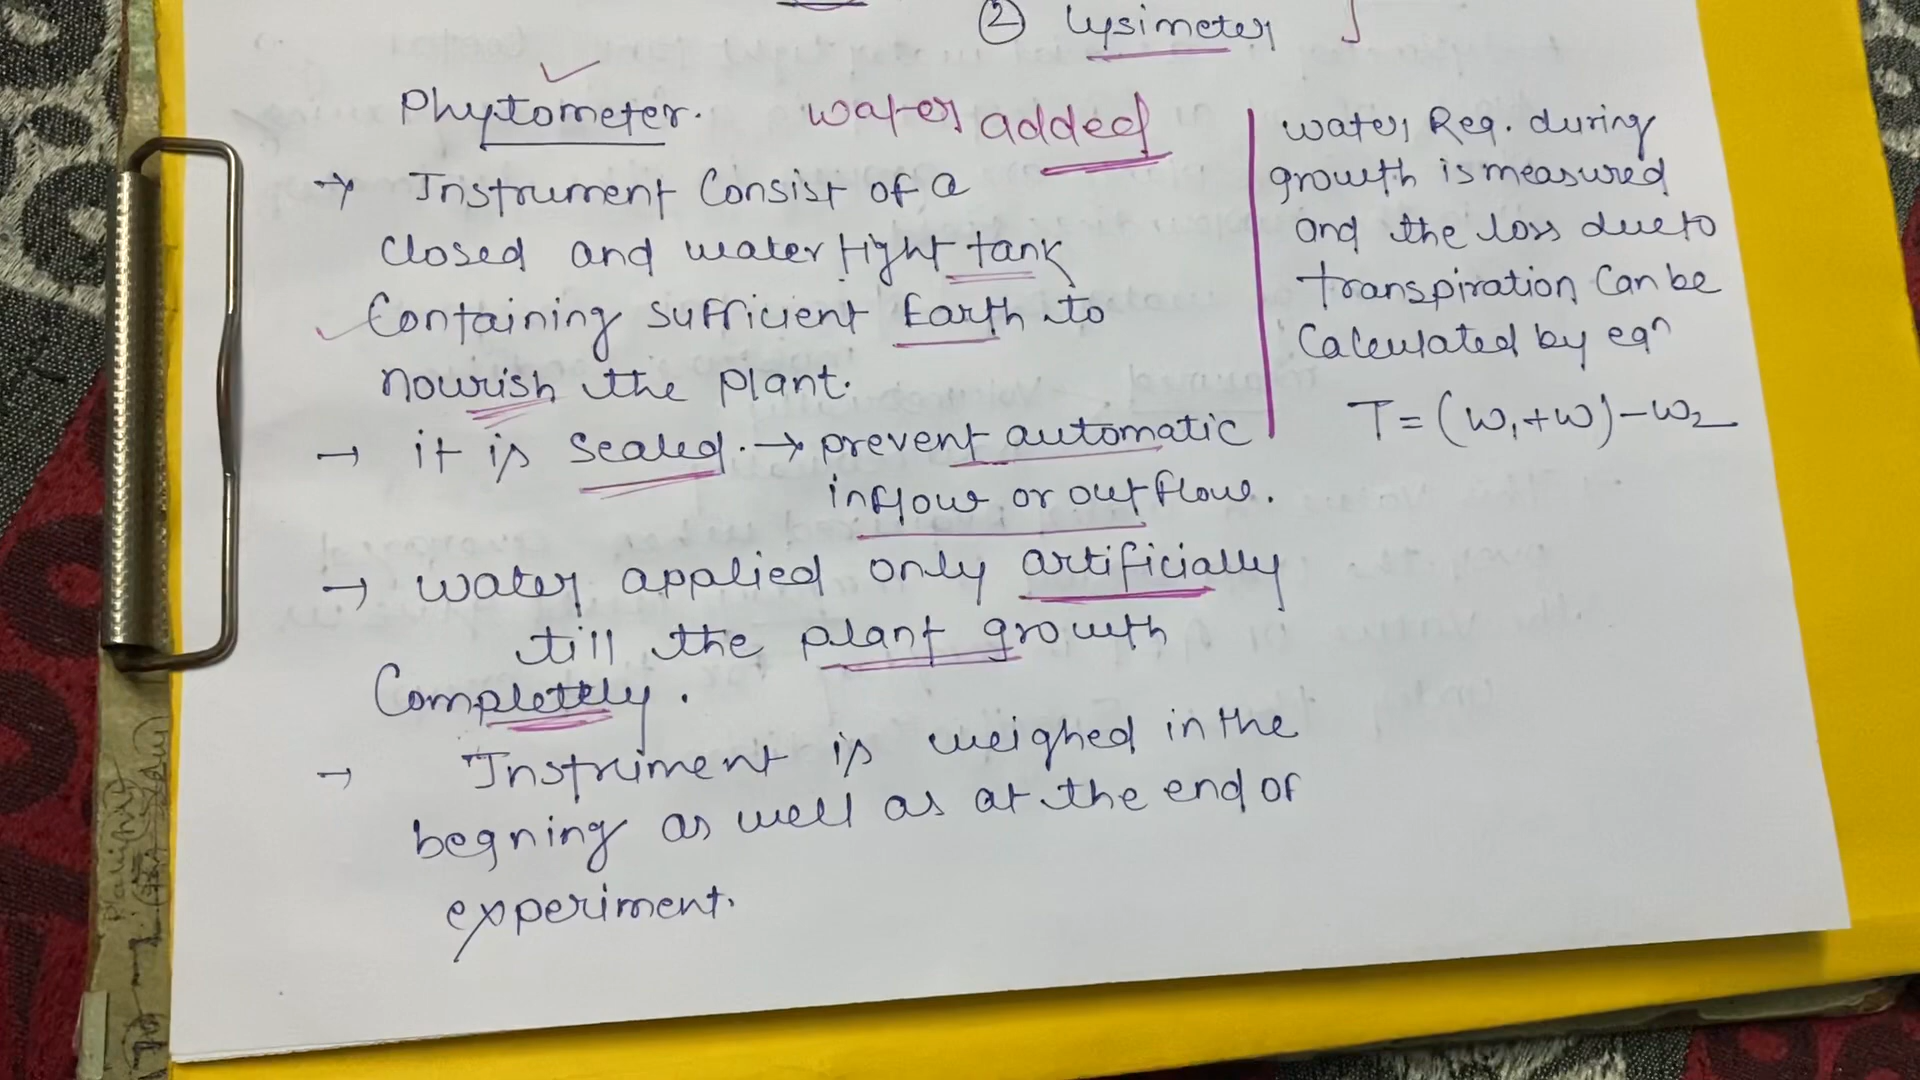 ② Lysimeter
Phytometer. water added
→ Instrument Consist of a
closed and water tight tank
Containing sufficient Earth to
nourish the plant.
→ it is sealed. → prevent automatic
inflow or outflow.
→ water applied only artificially
till the plant growth
Completely.
→ Instriment is weighed in the
begning as well as at the end of
experiment.
water Req. during
growth is measured
and the loss due to
transpiration Can be
Calculated by eqⁿ
T = (w₁+w)-w₂